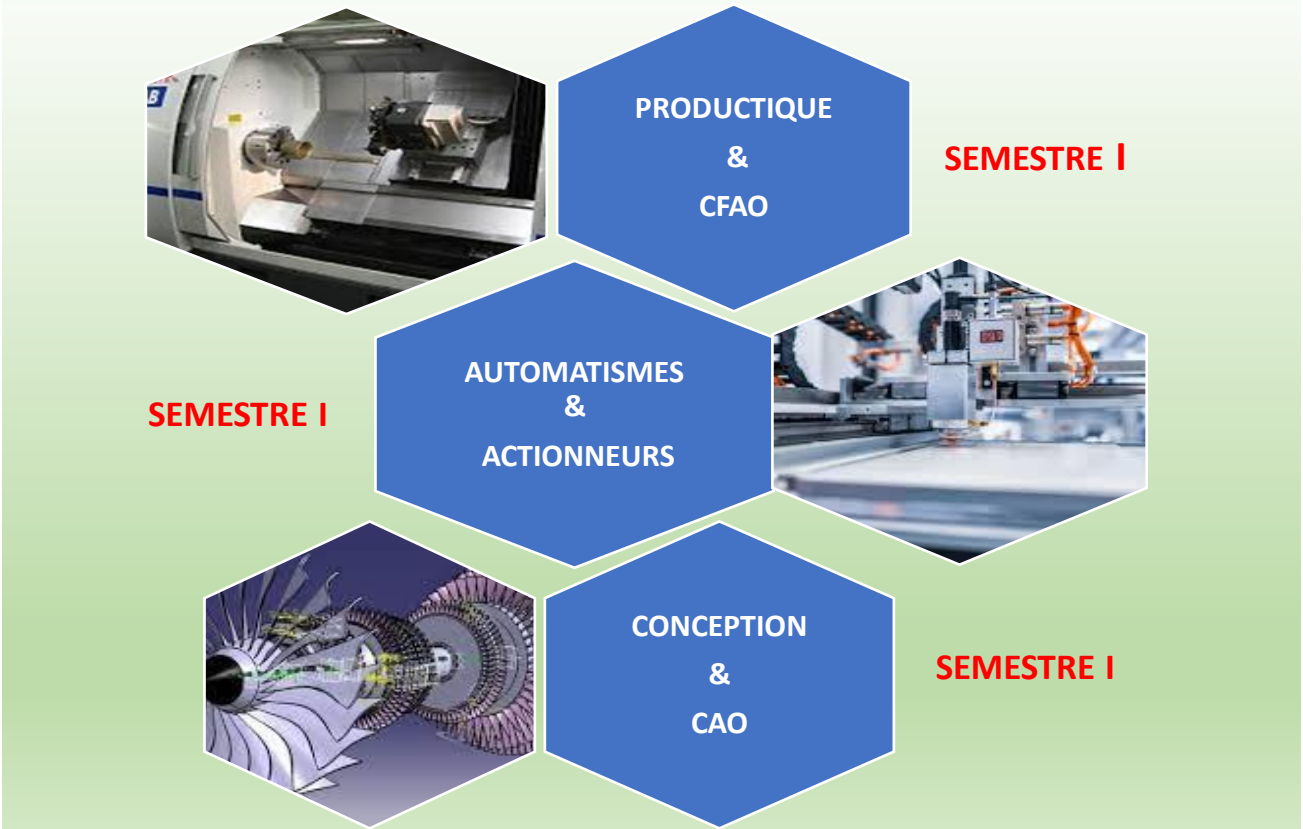 PRODUCTIQUE
&
CFAO
SEMESTRE I
AUTOMATISMES
&
ACTIONNEURS
SEMESTRE I
CONCEPTION
&
CAO
SEMESTRE I